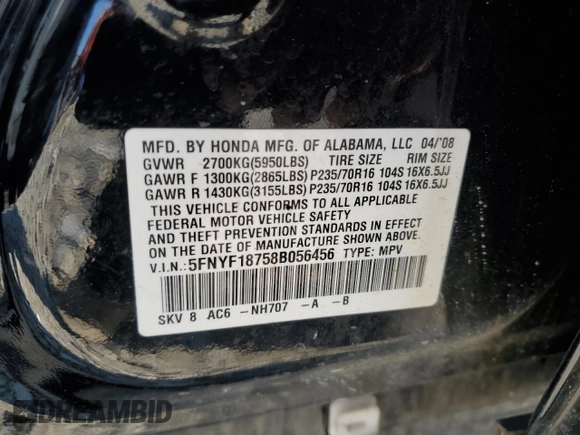 MFD. BY HONDA MFG. OF ALABAMA, LLC 04/'08
GVWR 2700KG(5950LBS) TIRE SIZE RIM SIZE
GAWR F 1300KG(2865LBS) P235/70R16 104S 16X6.5JJ
GAWR R 1430KG(3155LBS) P235/70R16 104S 16X6.5JJ
THIS VEHICLE CONFORMS TO ALL APPLICABLE
FEDERAL MOTOR VEHICLE SAFETY
AND THEFT PREVENTION STANDARDS IN EFFECT
ON THE DATE OF MANUFACTURE SHOWN ABOVE.
V.I.N.: 5FNYF18758B056456 TYPE: MPV
SKV 8 AC6 -NH707 -A -B
DREAMBID